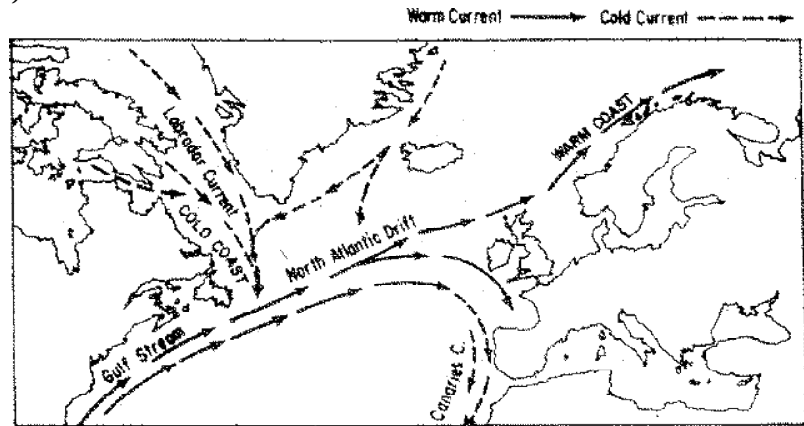 )
Warm Current Cold Current
Labrador Current
COLD COAST
WARM COAST
North Atlantic Drift
Gulf Stream
Canaries C.